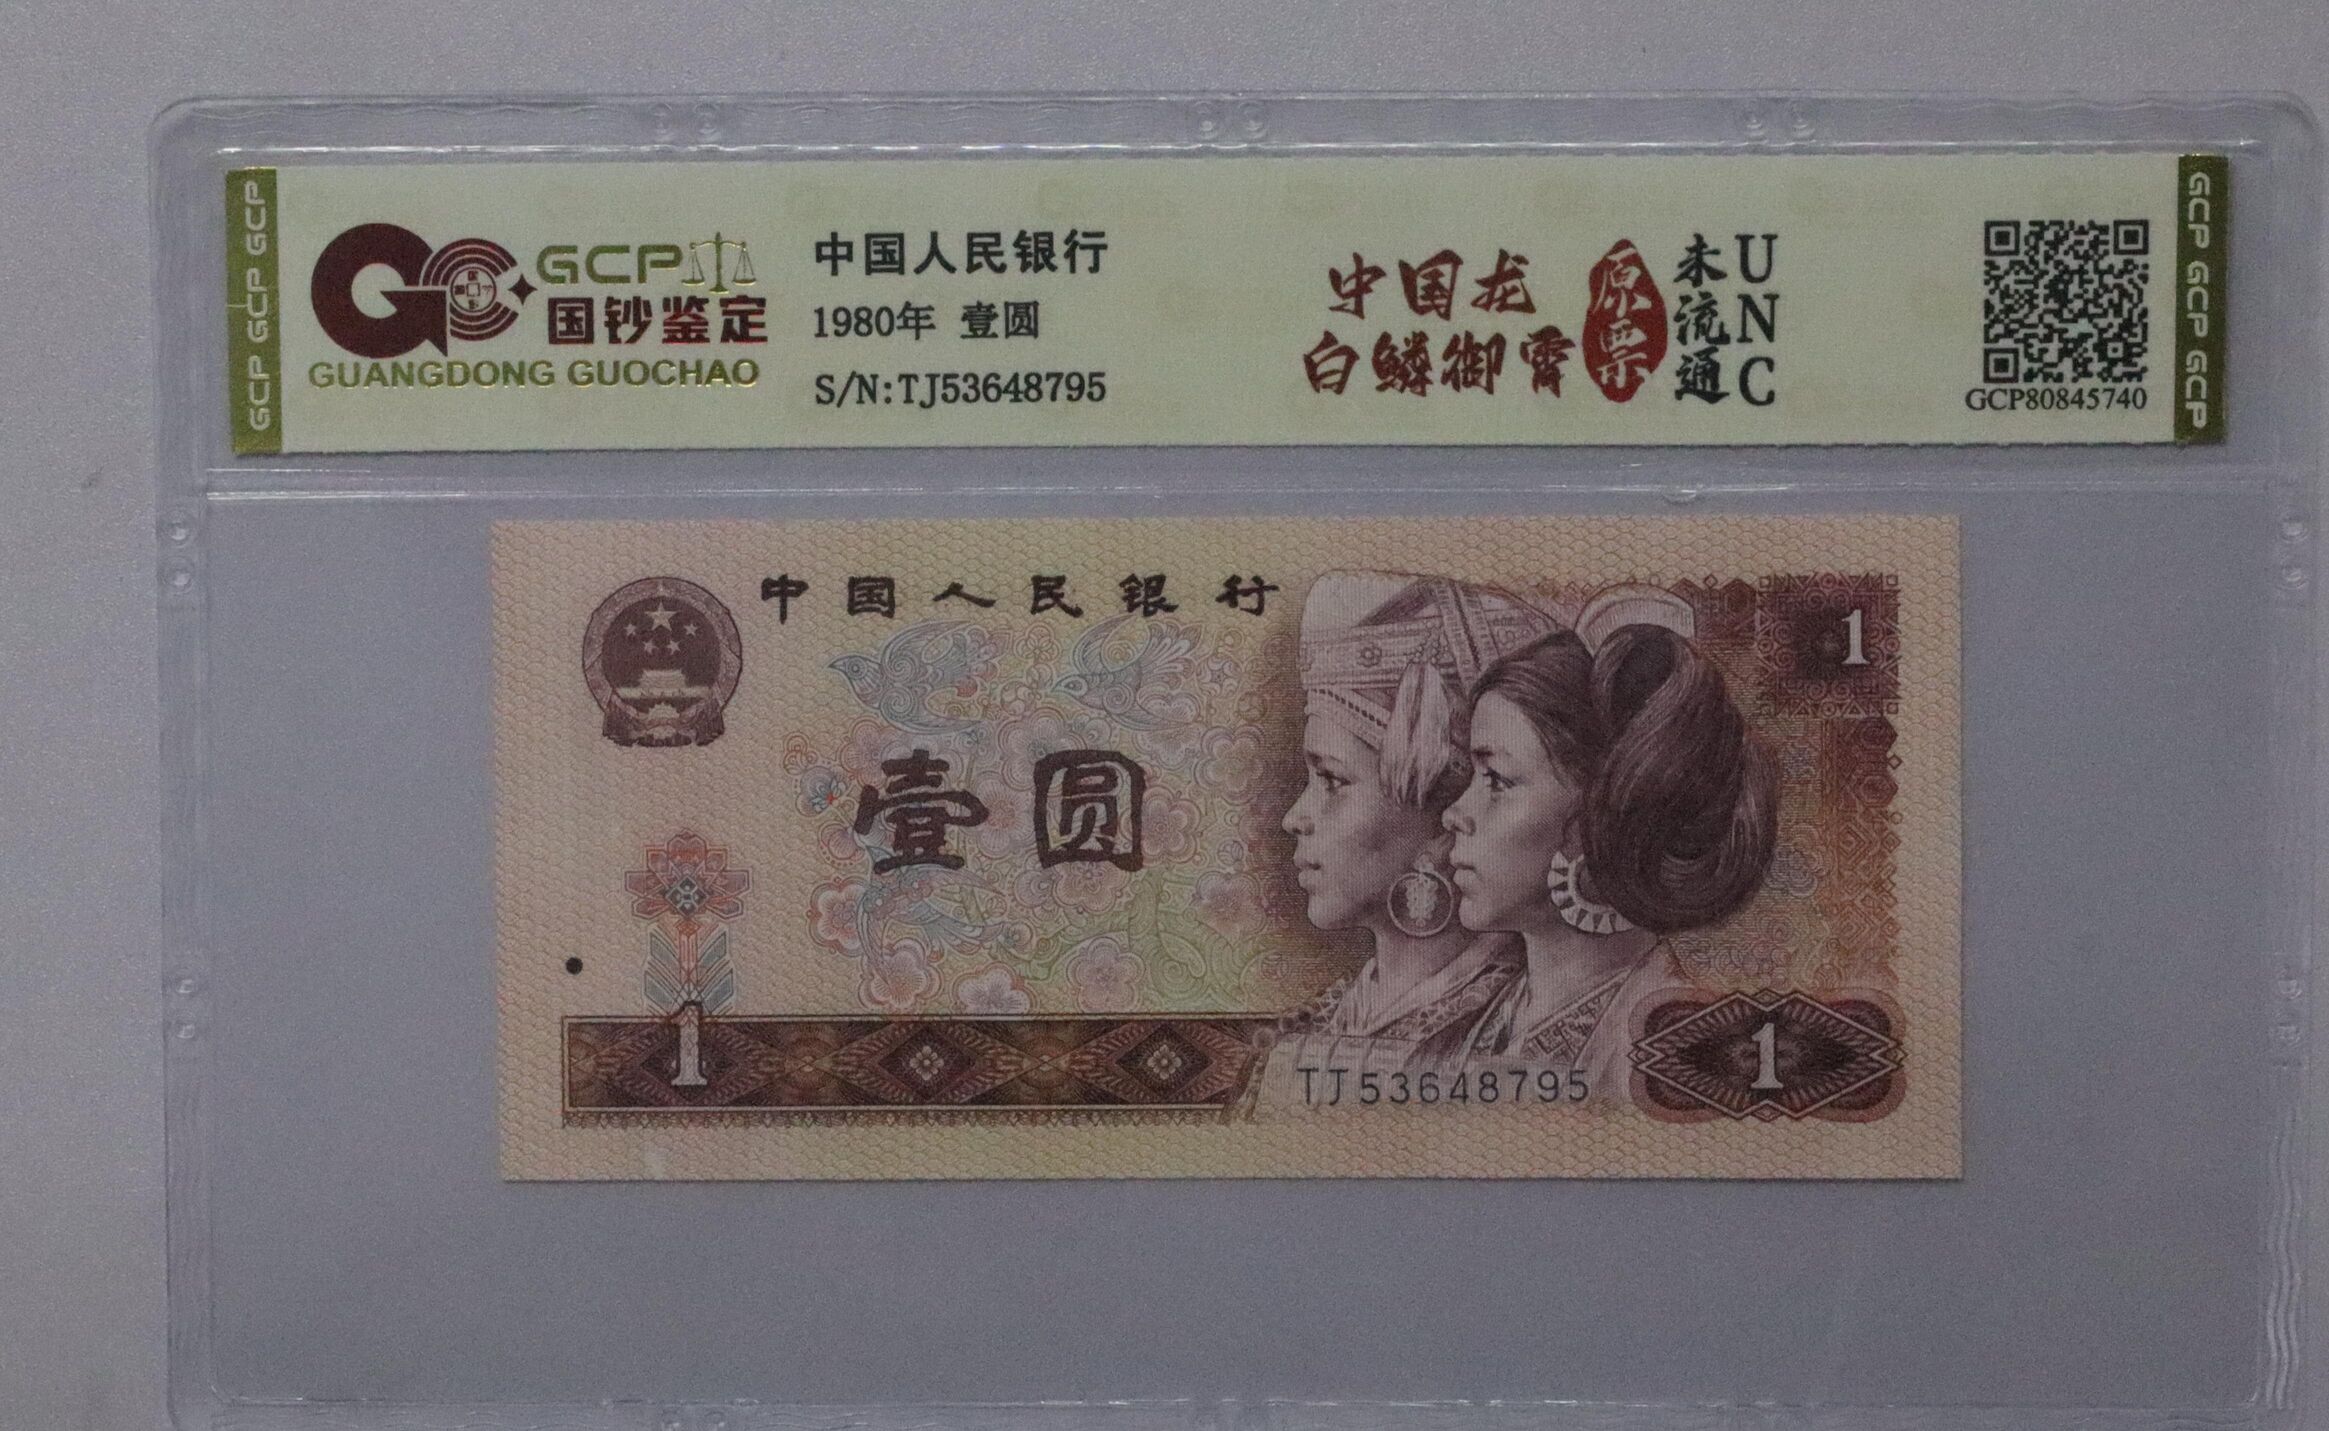 GCP GCP GCP
GCP
国钞鉴定
GUANGDONG GUOCHAO
中国人民银行
1980年 壹圆
S/N:TJ53648795
中国龙
白鳞御霄
原票
未流通
UNC
GCP80845740
GCP GCP GCP
中国人民银行
1
壹圆
1
TJ53648795
1